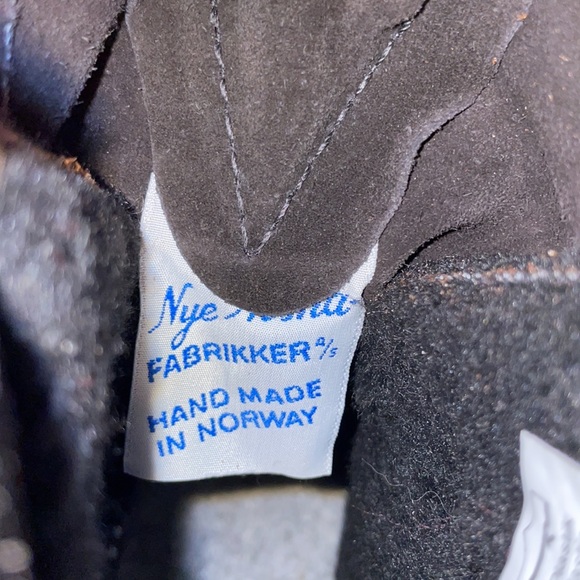 Nye
FABRIKKER A/S
HAND MADE
IN NORWAY